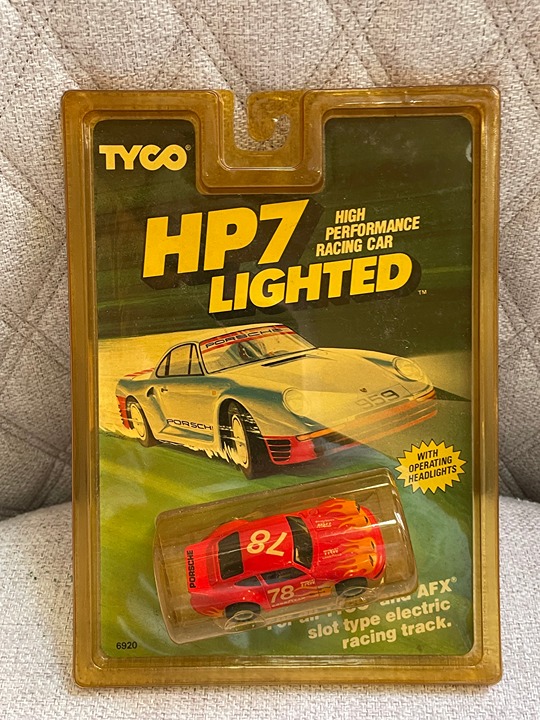 TYCO®
HP7
HIGH
PERFORMANCE
RACING CAR
LIGHTED™
PORSCHE
959
PORSCHE
WITH
OPERATING
HEADLIGHTS
78
PORSCHE
78
and AFX®
slot type electric
racing track.
6920